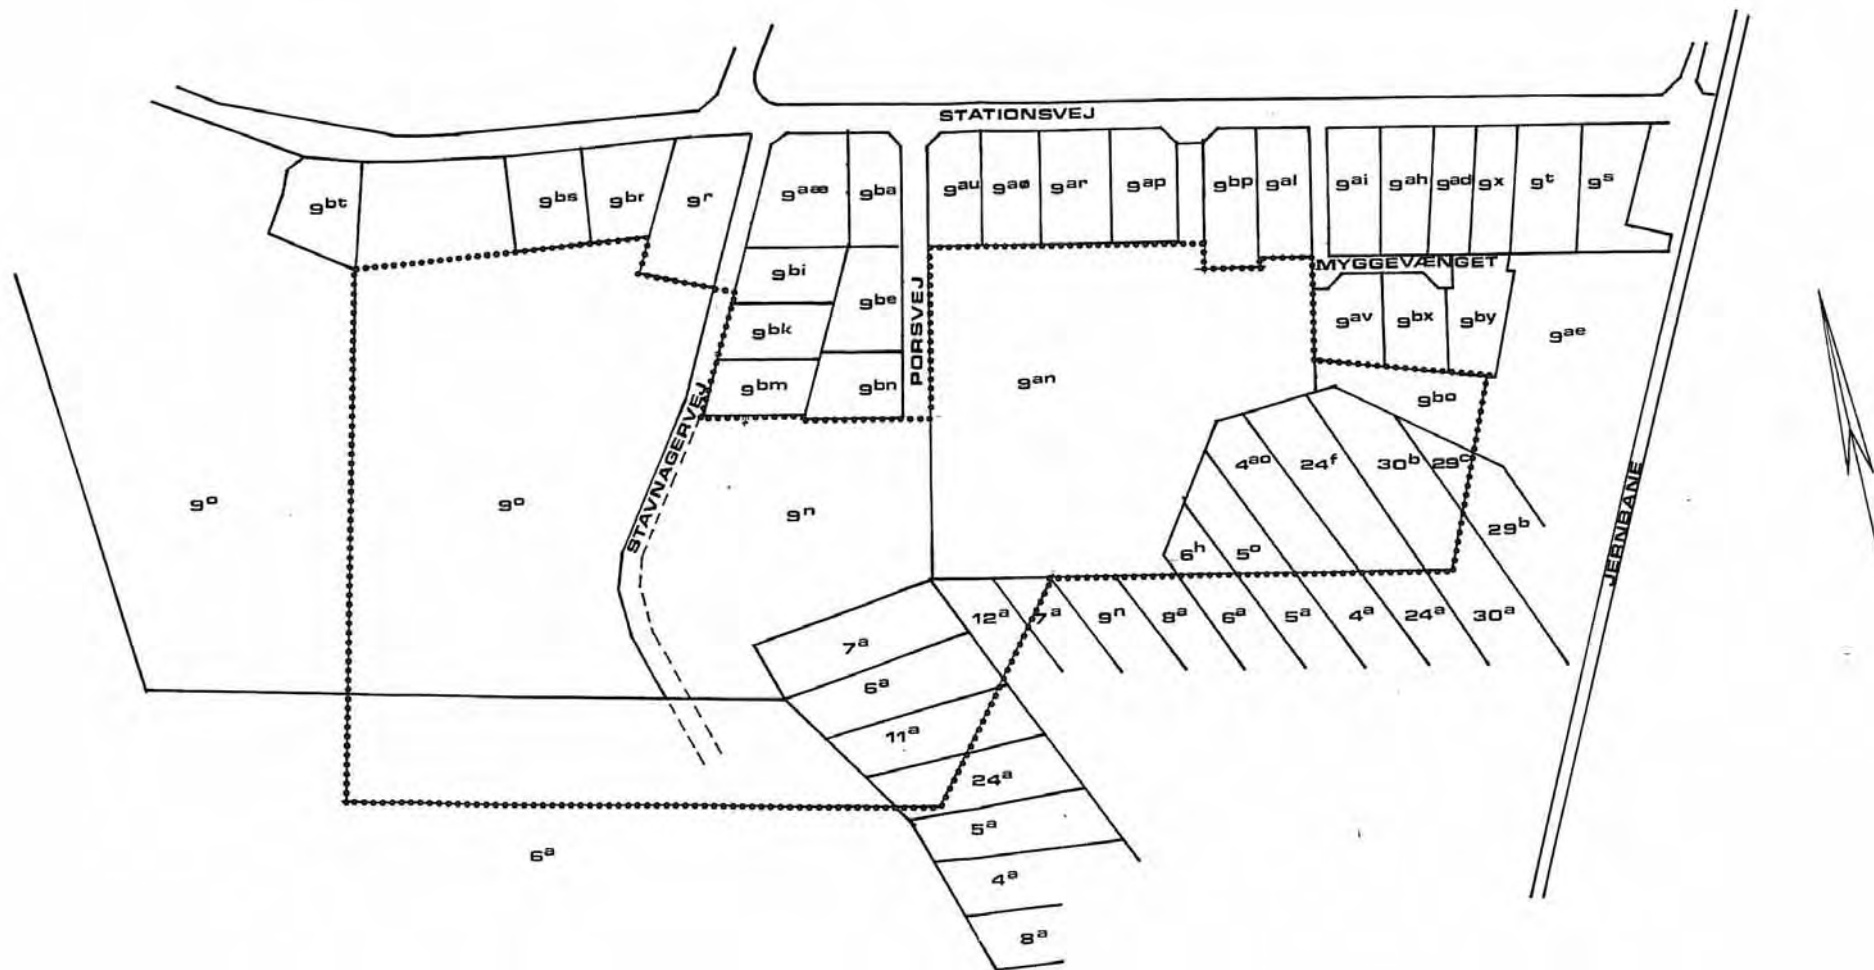 STATIONSVEJ
9bt
9bs
9br
9r
9aæ
9ba
9au
9aø
9ar
9ap
9bp
9al
9ai
9ah
9ad
9x
9t
9s
MYGGEVÆNGET
9bi
9be
9bk
9bm
9bn
PORSVEJ
9av
9bx
9by
9ae
9an
9bo
STAVNAGERVEJ
9o
9o
9n
4ao
24f
30b
29c
29b
6h
5o
JERNBANE
12a
7a
9n
8a
6a
5a
4a
24a
30a
7a
6a
11a
24a
5a
6a
4a
8a